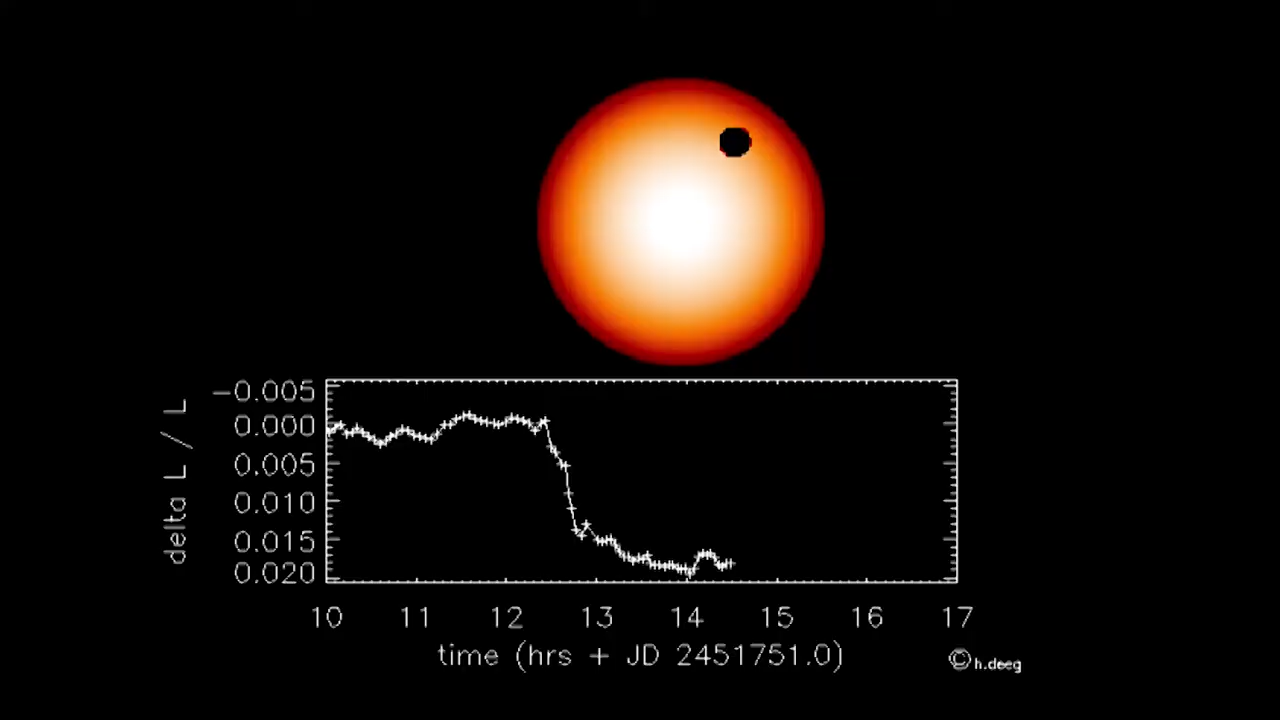 -0.005
0.000
0.005
0.010
0.015
0.020
delta L / L
10 11 12 13 14 15 16 17
time (hrs + JD 2451751.0)
©h.deeg